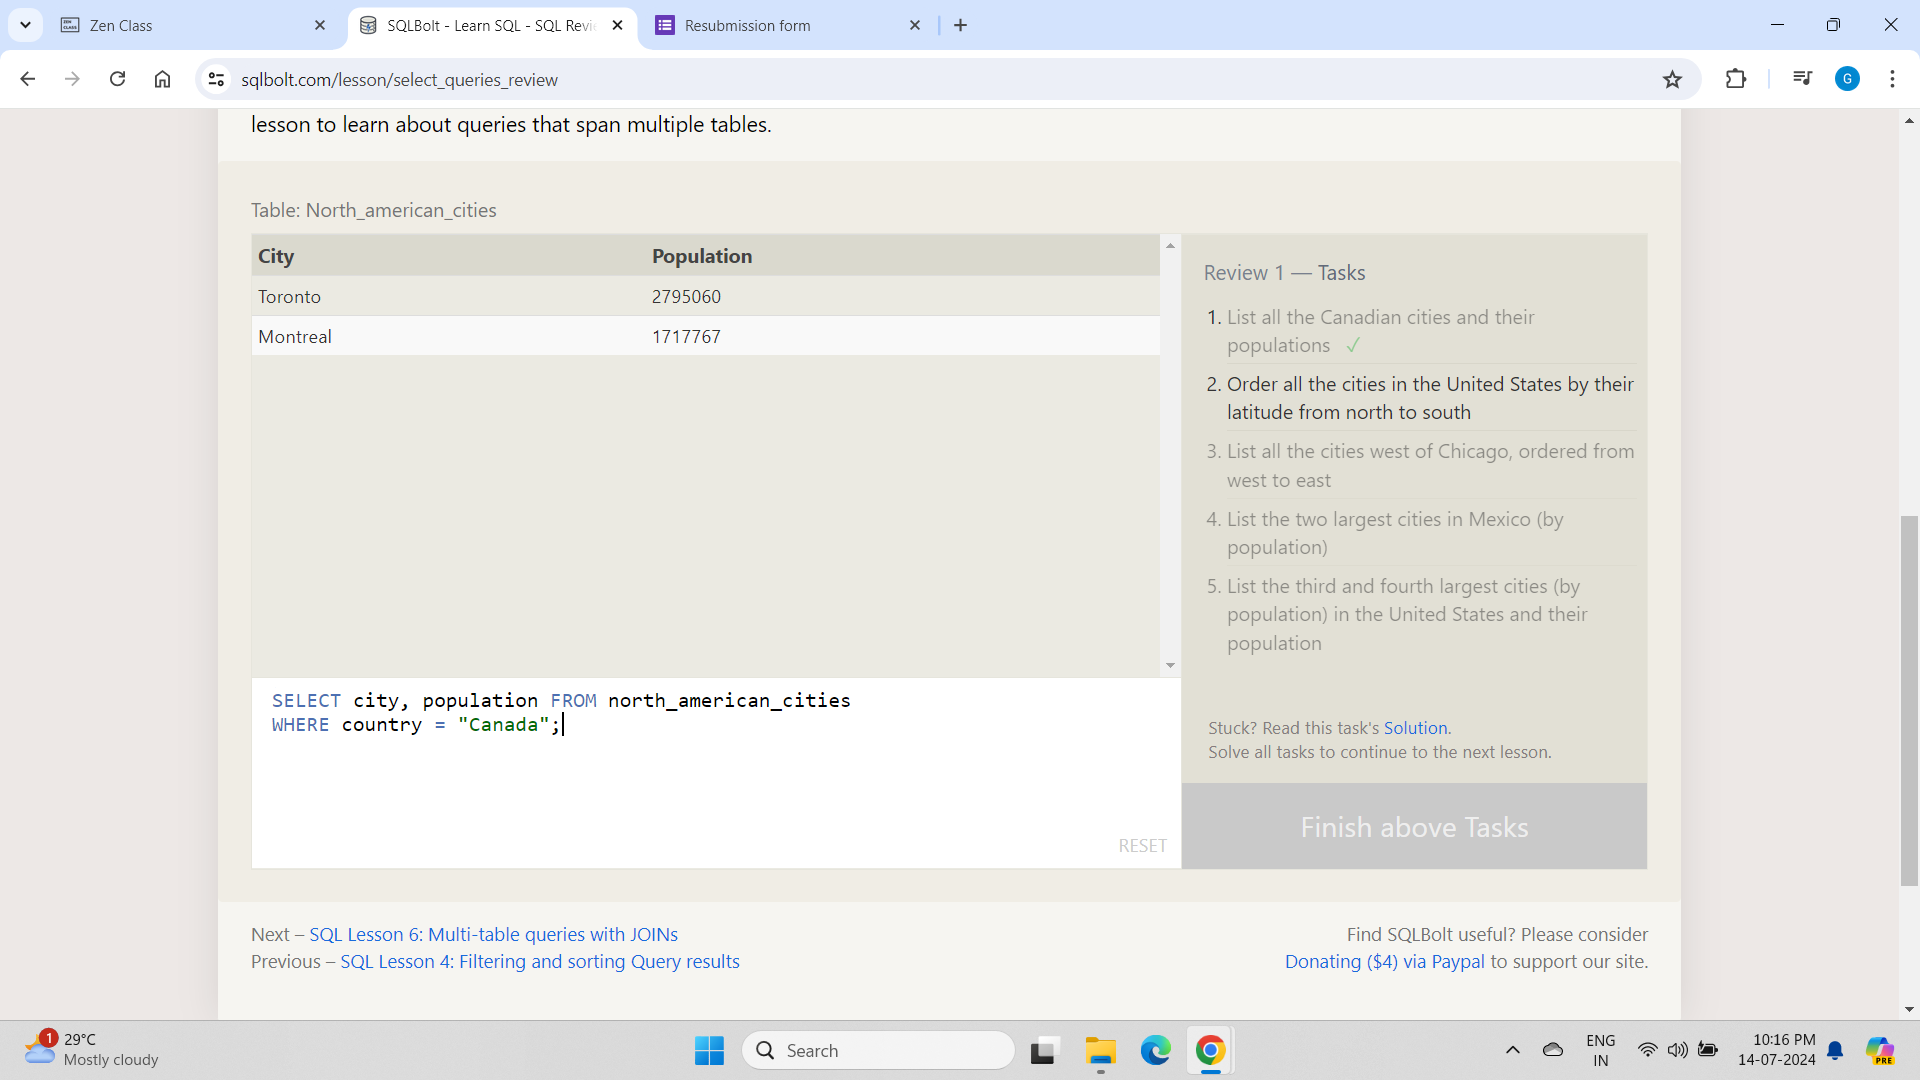 Zen Class
SQLBolt - Learn SQL - SQL Revi
Resubmission form
sqlbolt.com/lesson/select_queries_review
G
lesson to learn about queries that span multiple tables.
Table: North_american_cities
City Population
Toronto 2795060
Montreal 1717767
Review 1 — Tasks
1. List all the Canadian cities and their
populations ✓
2. Order all the cities in the United States by their
latitude from north to south
3. List all the cities west of Chicago, ordered from
west to east
4. List the two largest cities in Mexico (by
population)
5. List the third and fourth largest cities (by
population) in the United States and their
population
SELECT city, population FROM north_american_cities
WHERE country = "Canada";
RESET
Stuck? Read this task's Solution.
Solve all tasks to continue to the next lesson.
Finish above Tasks
Next – SQL Lesson 6: Multi-table queries with JOINs
Previous – SQL Lesson 4: Filtering and sorting Query results
Find SQLBolt useful? Please consider
Donating ($4) via Paypal to support our site.
1
29°C
Mostly cloudy
Search
ENG
IN
10:16 PM
14-07-2024
PRE